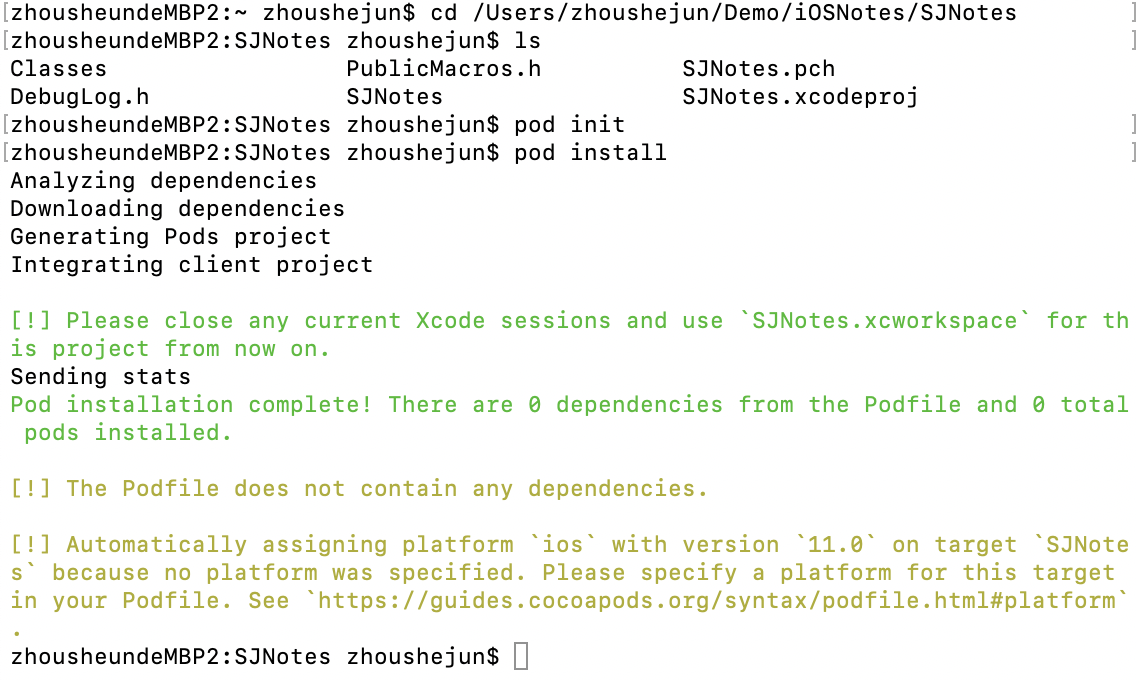 zhousheundeMBP2:~ zhoushejun$ cd /Users/zhoushejun/Demo/iOSNotes/SJNotes ]
[zhousheundeMBP2:SJNotes zhoushejun$ ls ]
Classes PublicMacros.h SJNotes.pch
DebugLog.h SJNotes SJNotes.xcodeproj
[zhousheundeMBP2:SJNotes zhoushejun$ pod init ]
[zhousheundeMBP2:SJNotes zhoushejun$ pod install ]
Analyzing dependencies
Downloading dependencies
Generating Pods project
Integrating client project
[!] Please close any current Xcode sessions and use `SJNotes.xcworkspace` for th
is project from now on.
Sending stats
Pod installation complete! There are 0 dependencies from the Podfile and 0 total
pods installed.
[!] The Podfile does not contain any dependencies.
[!] Automatically assigning platform `ios` with version `11.0` on target `SJNote
s` because no platform was specified. Please specify a platform for this target
in your Podfile. See `https://guides.cocoapods.org/syntax/podfile.html#platform`
.
zhousheundeMBP2:SJNotes zhoushejun$